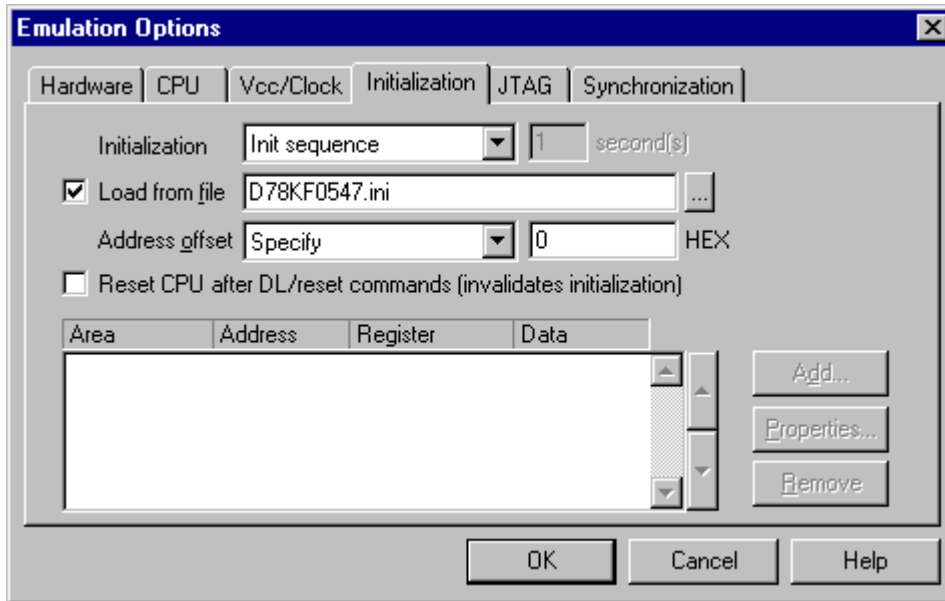 Emulation Options
Hardware CPU Vcc/Clock Initialization JTAG Synchronization
Initialization Init sequence 1 second(s)
Load from file D78KF0547.ini ...
Address offset Specify 0 HEX
Reset CPU after DL/reset commands (invalidates initialization)
Area Address Register Data
Add...
Properties...
Remove
OK Cancel Help